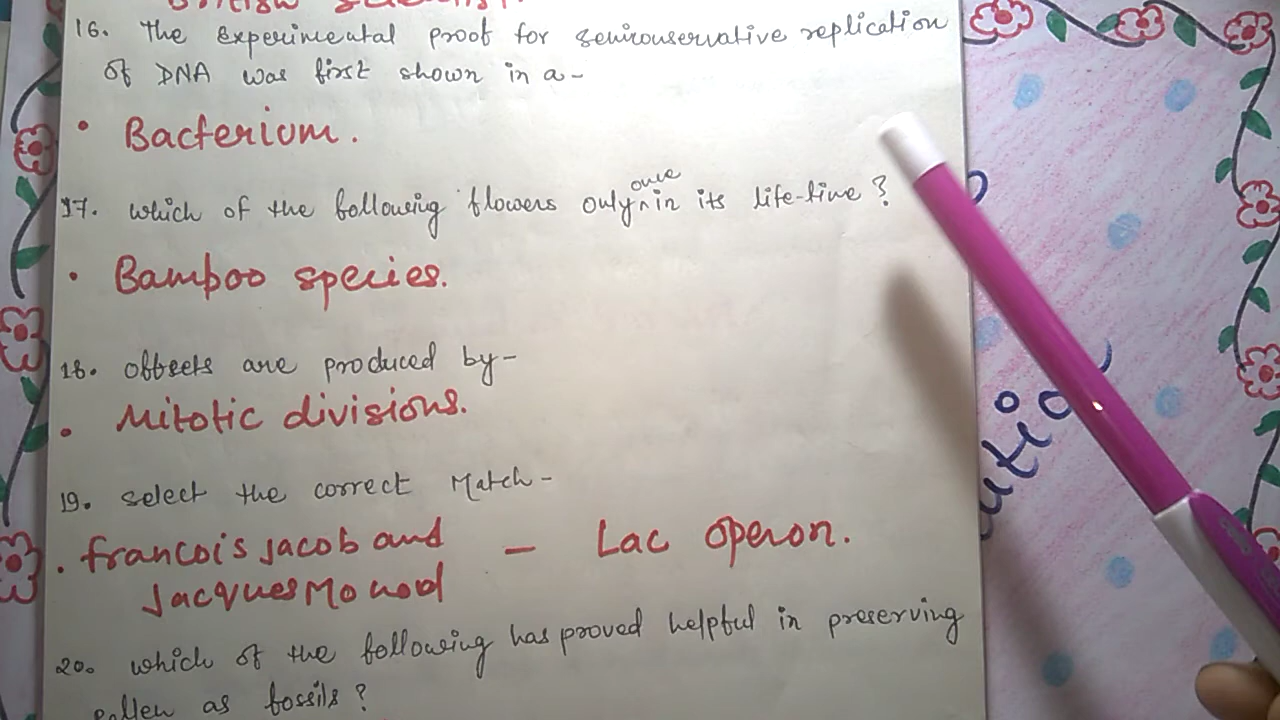 British scientist.
16. The experimental proof for semiconservative replication
of DNA was first shown in a-
• Bacterium.
17. which of the following flowers only ^ once in its life-time ?
• Bamboo species.
18. offsets are produced by-
• Mitotic divisions.
19. select the correct Match-
• francois jacob and - Lac operon.
Jacques Monod
20. which of the following has proved helpful in preserving
pollen as fossils ?